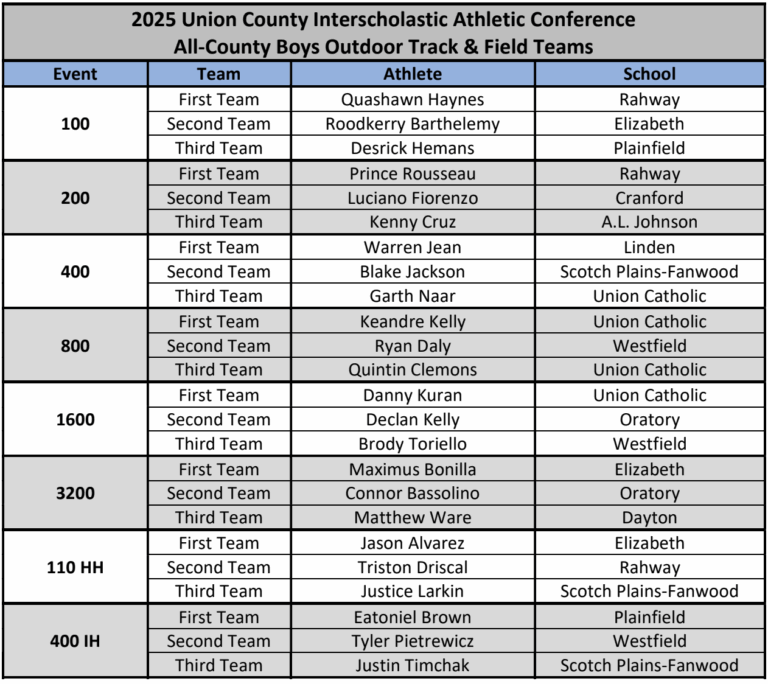 2025 Union County Interscholastic Athletic Conference
All-County Boys Outdoor Track & Field Teams
Event Team Athlete School
100
First Team Quashawn Haynes Rahway
Second Team Roodkerry Barthelemy Elizabeth
Third Team Desrick Hemans Plainfield
200
First Team Prince Rousseau Rahway
Second Team Luciano Fiorenzo Cranford
Third Team Kenny Cruz A.L. Johnson
400
First Team Warren Jean Linden
Second Team Blake Jackson Scotch Plains-Fanwood
Third Team Garth Naar Union Catholic
800
First Team Keandre Kelly Union Catholic
Second Team Ryan Daly Westfield
Third Team Quintin Clemons Union Catholic
1600
First Team Danny Kuran Union Catholic
Second Team Declan Kelly Oratory
Third Team Brody Toriello Westfield
3200
First Team Maximus Bonilla Elizabeth
Second Team Connor Bassolino Oratory
Third Team Matthew Ware Dayton
110 HH
First Team Jason Alvarez Elizabeth
Second Team Triston Driscal Rahway
Third Team Justice Larkin Scotch Plains-Fanwood
400 IH
First Team Eatoniel Brown Plainfield
Second Team Tyler Pietrewicz Westfield
Third Team Justin Timchak Scotch Plains-Fanwood